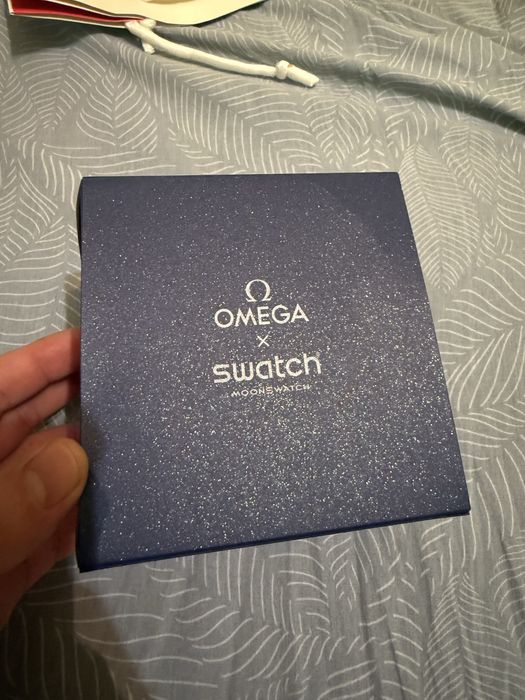 Ω
OMEGA
×
swatch
MOONSWATCH